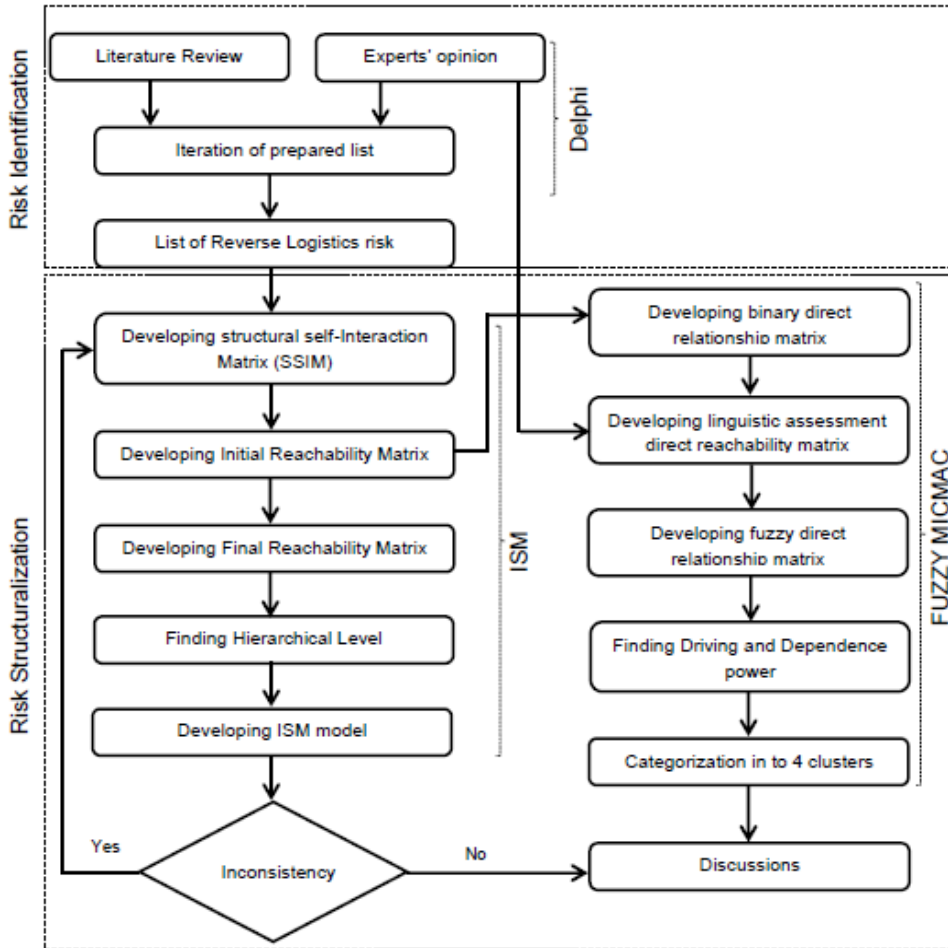 Risk Identification
Literature Review
Experts' opinion
Delphi
Iteration of prepared list
List of Reverse Logistics risk
Risk Structuralization
Developing structural self-Interaction
Matrix (SSIM)
Developing Initial Reachability Matrix
Developing Final Reachability Matrix
Finding Hierarchical Level
Developing ISM model
ISM
Inconsistency
Yes
No
Developing binary direct
relationship matrix
Developing linguistic assessment
direct reachability matrix
Developing fuzzy direct
relationship matrix
Finding Driving and Dependence
power
Categorization in to 4 clusters
FUZZY MICMAC
Discussions